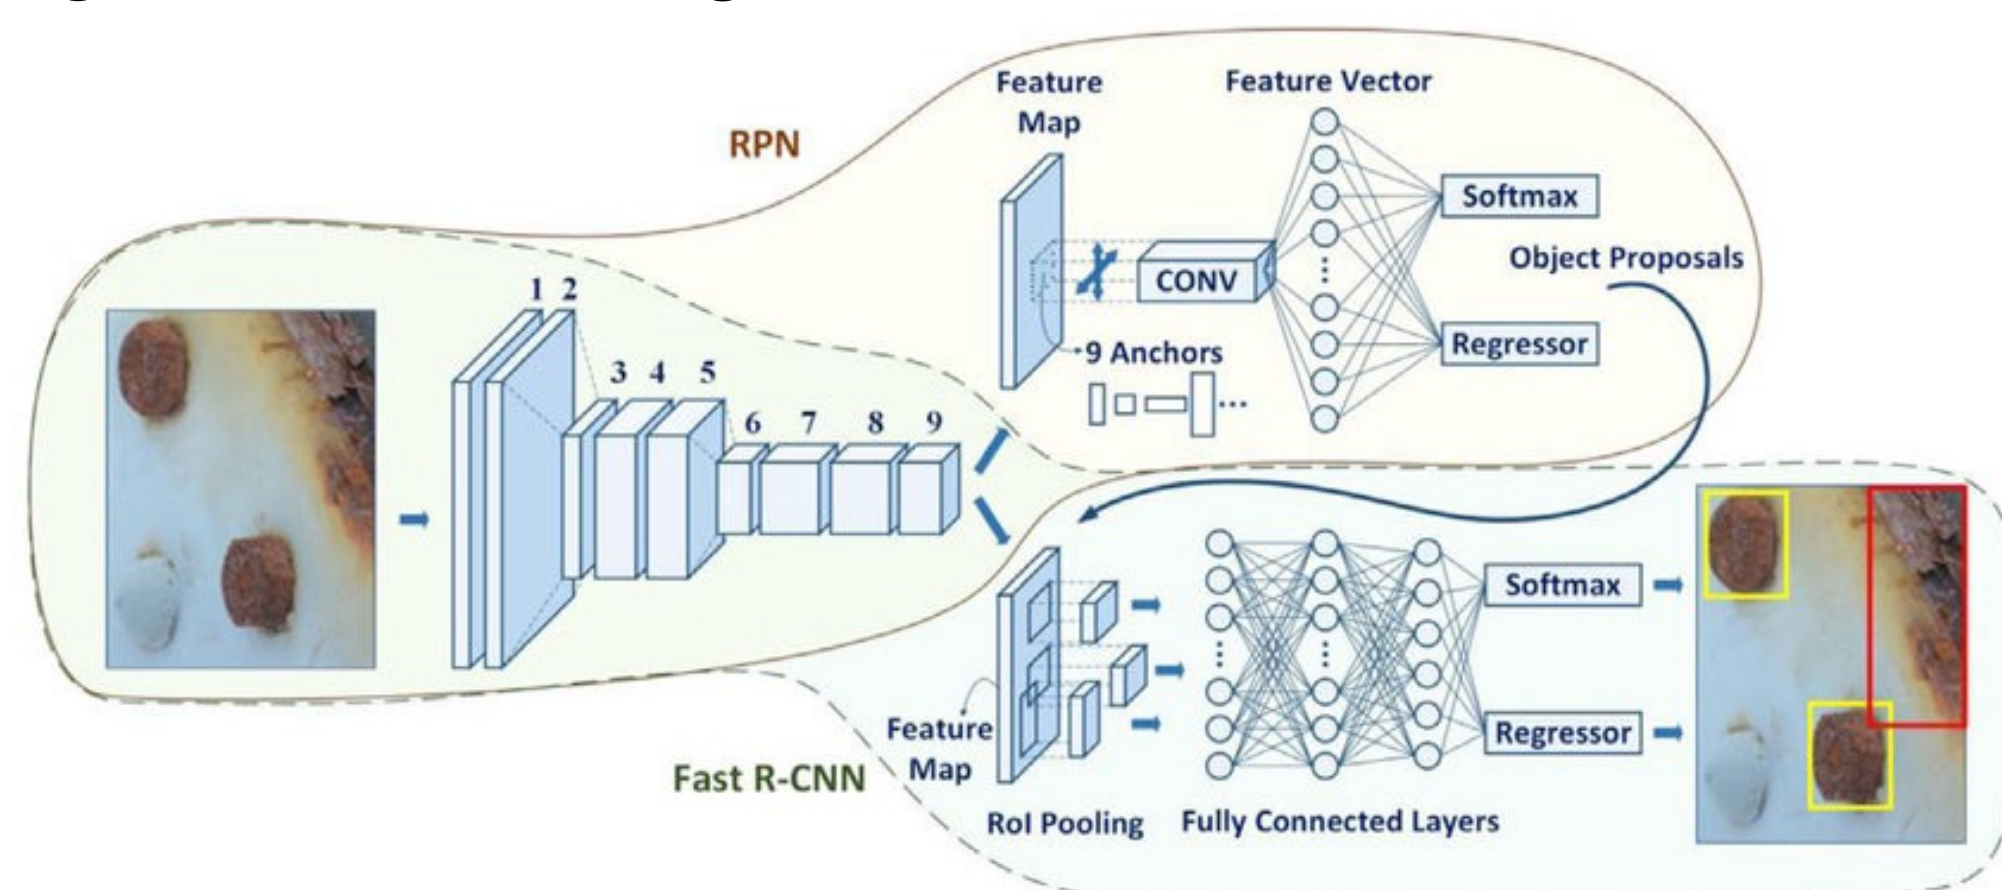 Feature
Map
Feature Vector
RPN
Softmax
Object Proposals
CONV
1 2
9 Anchors
Regressor
3 4 5
6 7 8 9
Softmax
Feature
Map
Regressor
Fast R-CNN
RoI Pooling
Fully Connected Layers